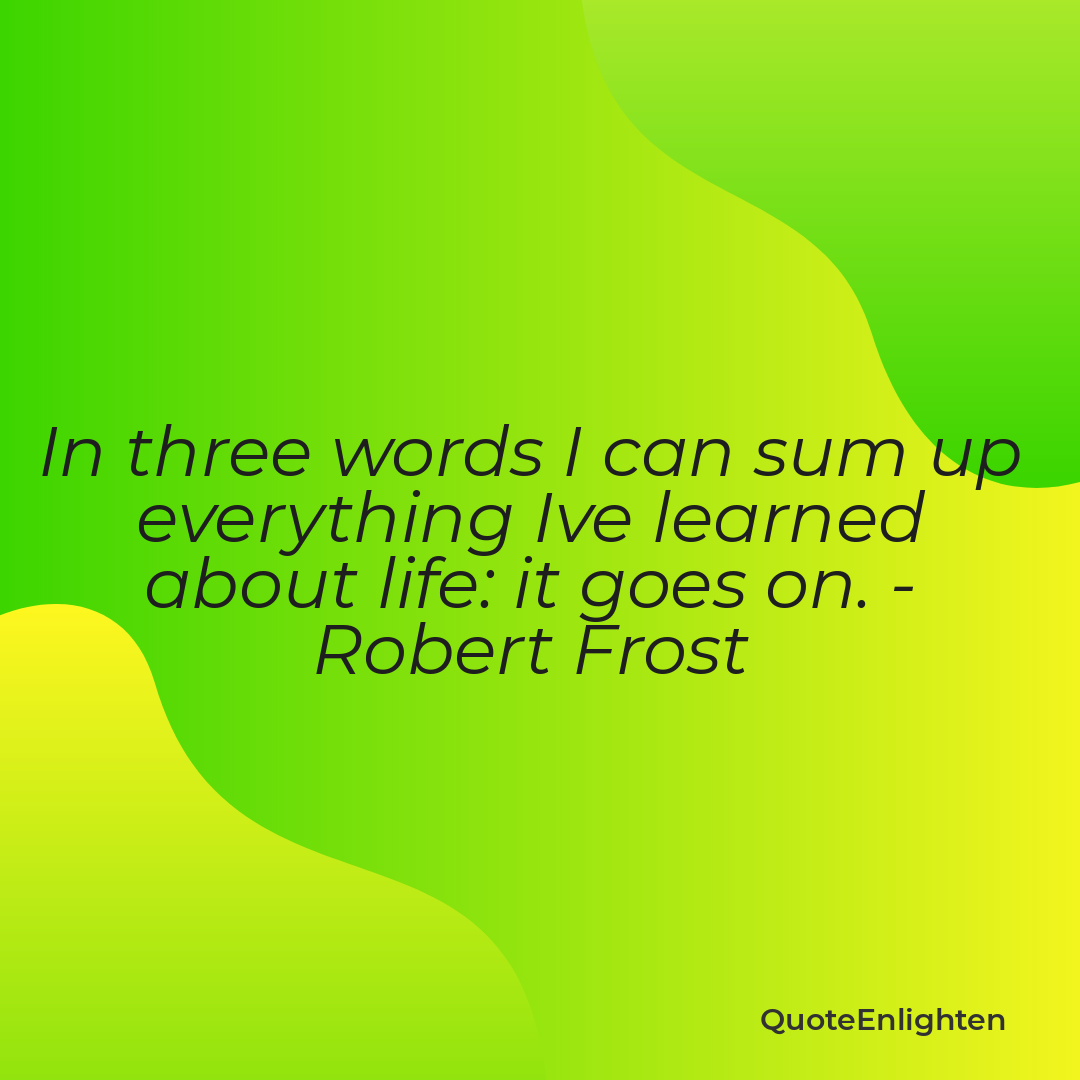 In three words I can sum up
everything Ive learned
about life: it goes on. -
Robert Frost
QuoteEnlighten